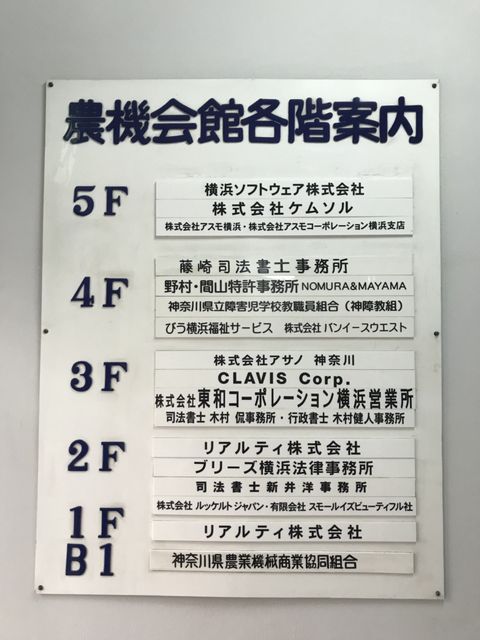 農機会館各階案内
5F
横浜ソフトウェア株式会社
株式会社ケムソル
株式会社アスモ横浜・株式会社アスモコーポレーション横浜支店
4F
藤崎司法書士事務所
野村・間山特許事務所 NOMURA&MAYAMA
神奈川県立障害児学校教職員組合(神障教組)
びう横浜福祉サービス 株式会社 バンイースウエスト
3F
株式会社アサノ 神奈川
CLAVIS Corp.
株式会社東和コーポレーション横浜営業所
司法書士 木村 侃事務所・行政書士 木村健人事務所
2F
リアルティ株式会社
ブリーズ横浜法律事務所
司法書士新井洋事務所
株式会社 ルッケルトジャパン・有限会社 スモールイズビューティフル社
1F
リアルティ株式会社
B1
神奈川県農業機械商業協同組合